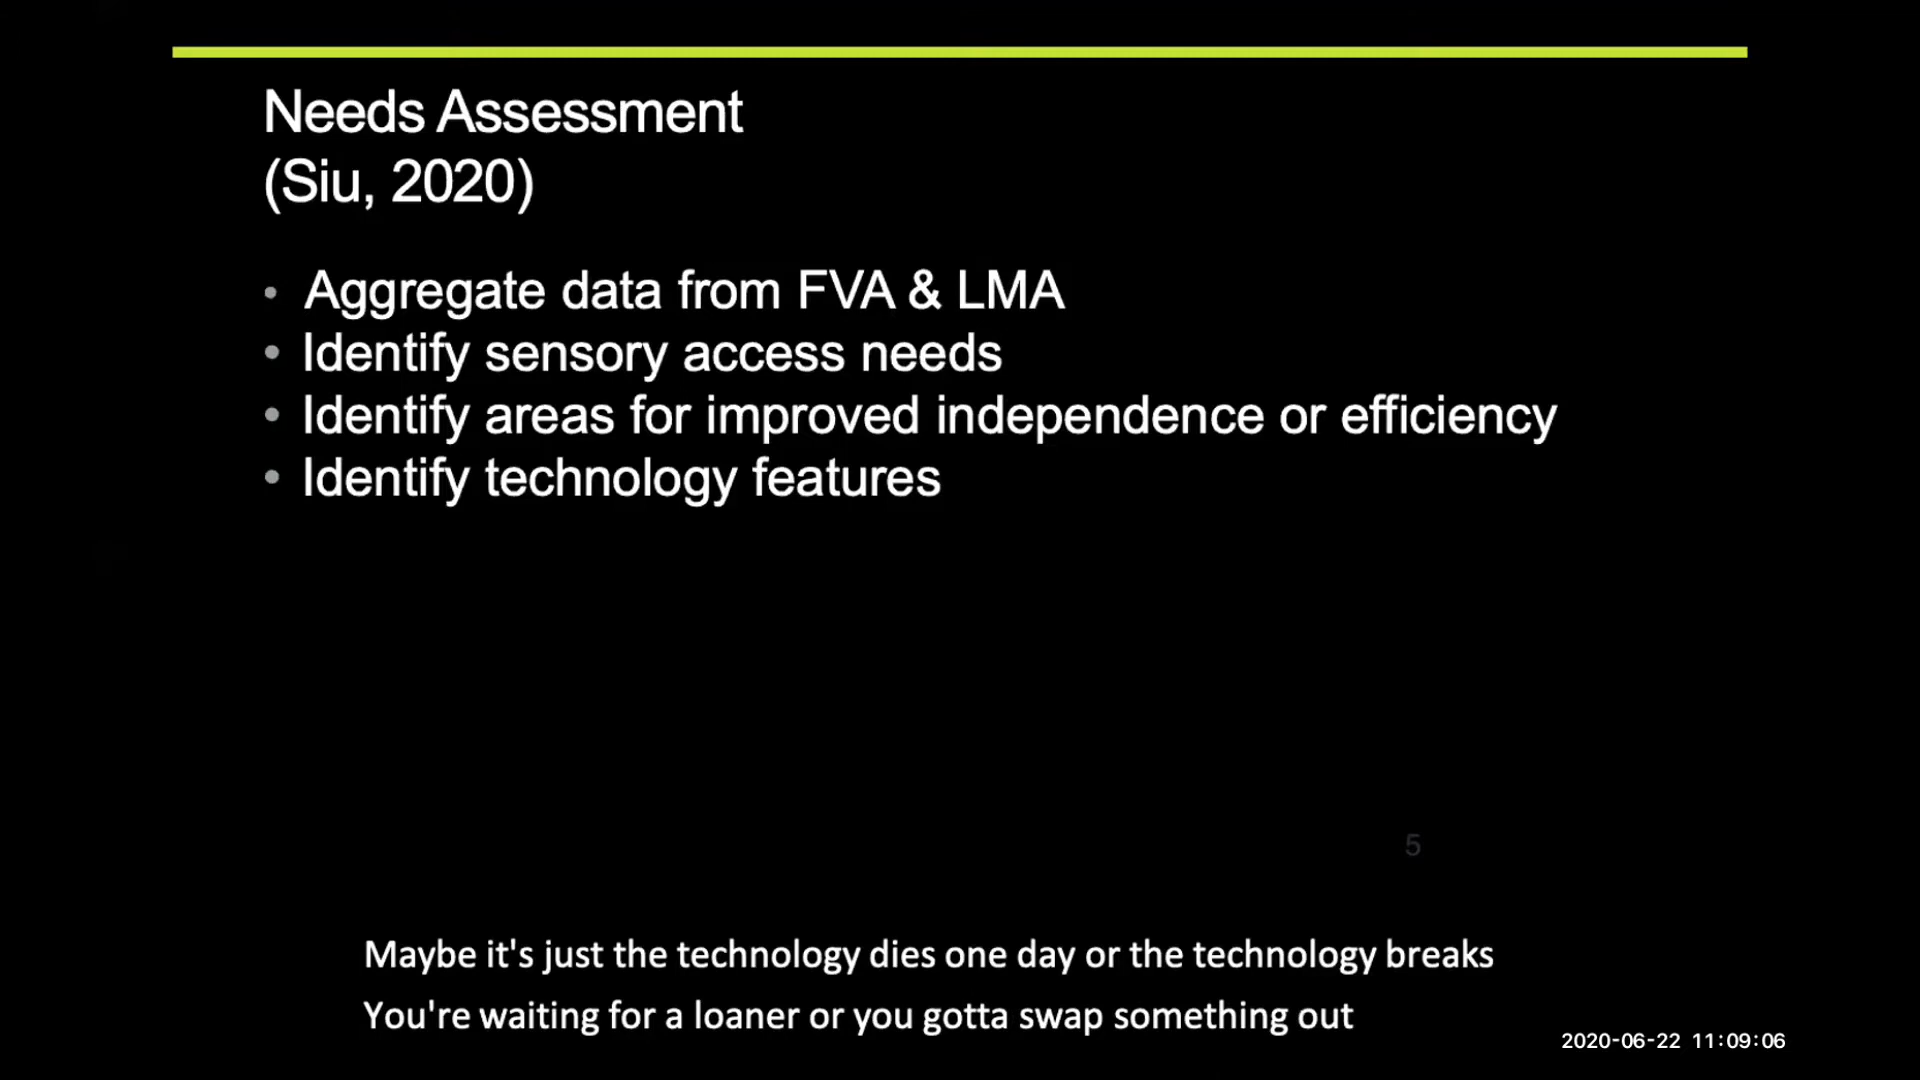 Needs Assessment
(Siu, 2020)
• Aggregate data from FVA & LMA
• Identify sensory access needs
• Identify areas for improved independence or efficiency
• Identify technology features
5
Maybe it's just the technology dies one day or the technology breaks
You're waiting for a loaner or you gotta swap something out
2020-06-22 11:09:06